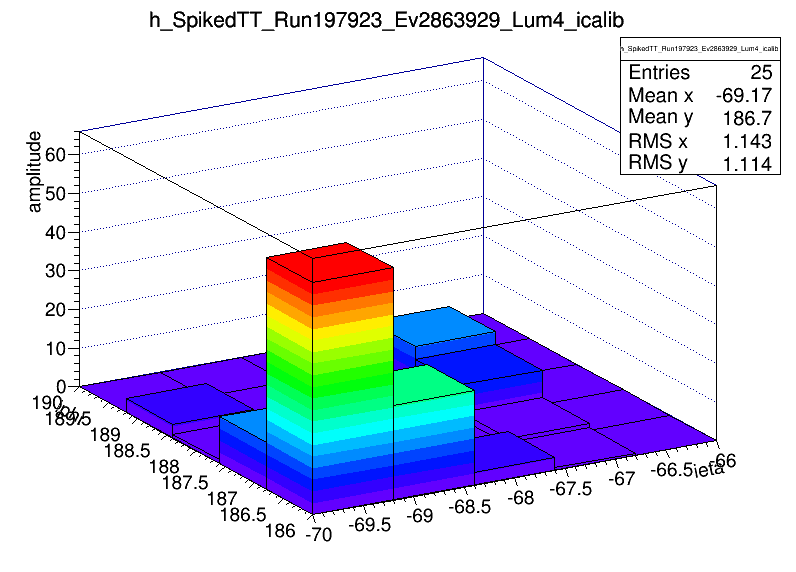 h_SpikedTT_Run197923_Ev2863929_Lum4_icalib
h_SpikedTT_Run197923_Ev2863929_Lum4_icalib
Entries 25
Mean x -69.17
Mean y 186.7
RMS x 1.143
RMS y 1.114
amplitude
60
50
40
30
20
10
0
190
189.5
189
188.5
188
187.5
187
186.5
186
-70
-69.5
-69
-68.5
-68
-67.5
-67
-66.5
-66
ieta